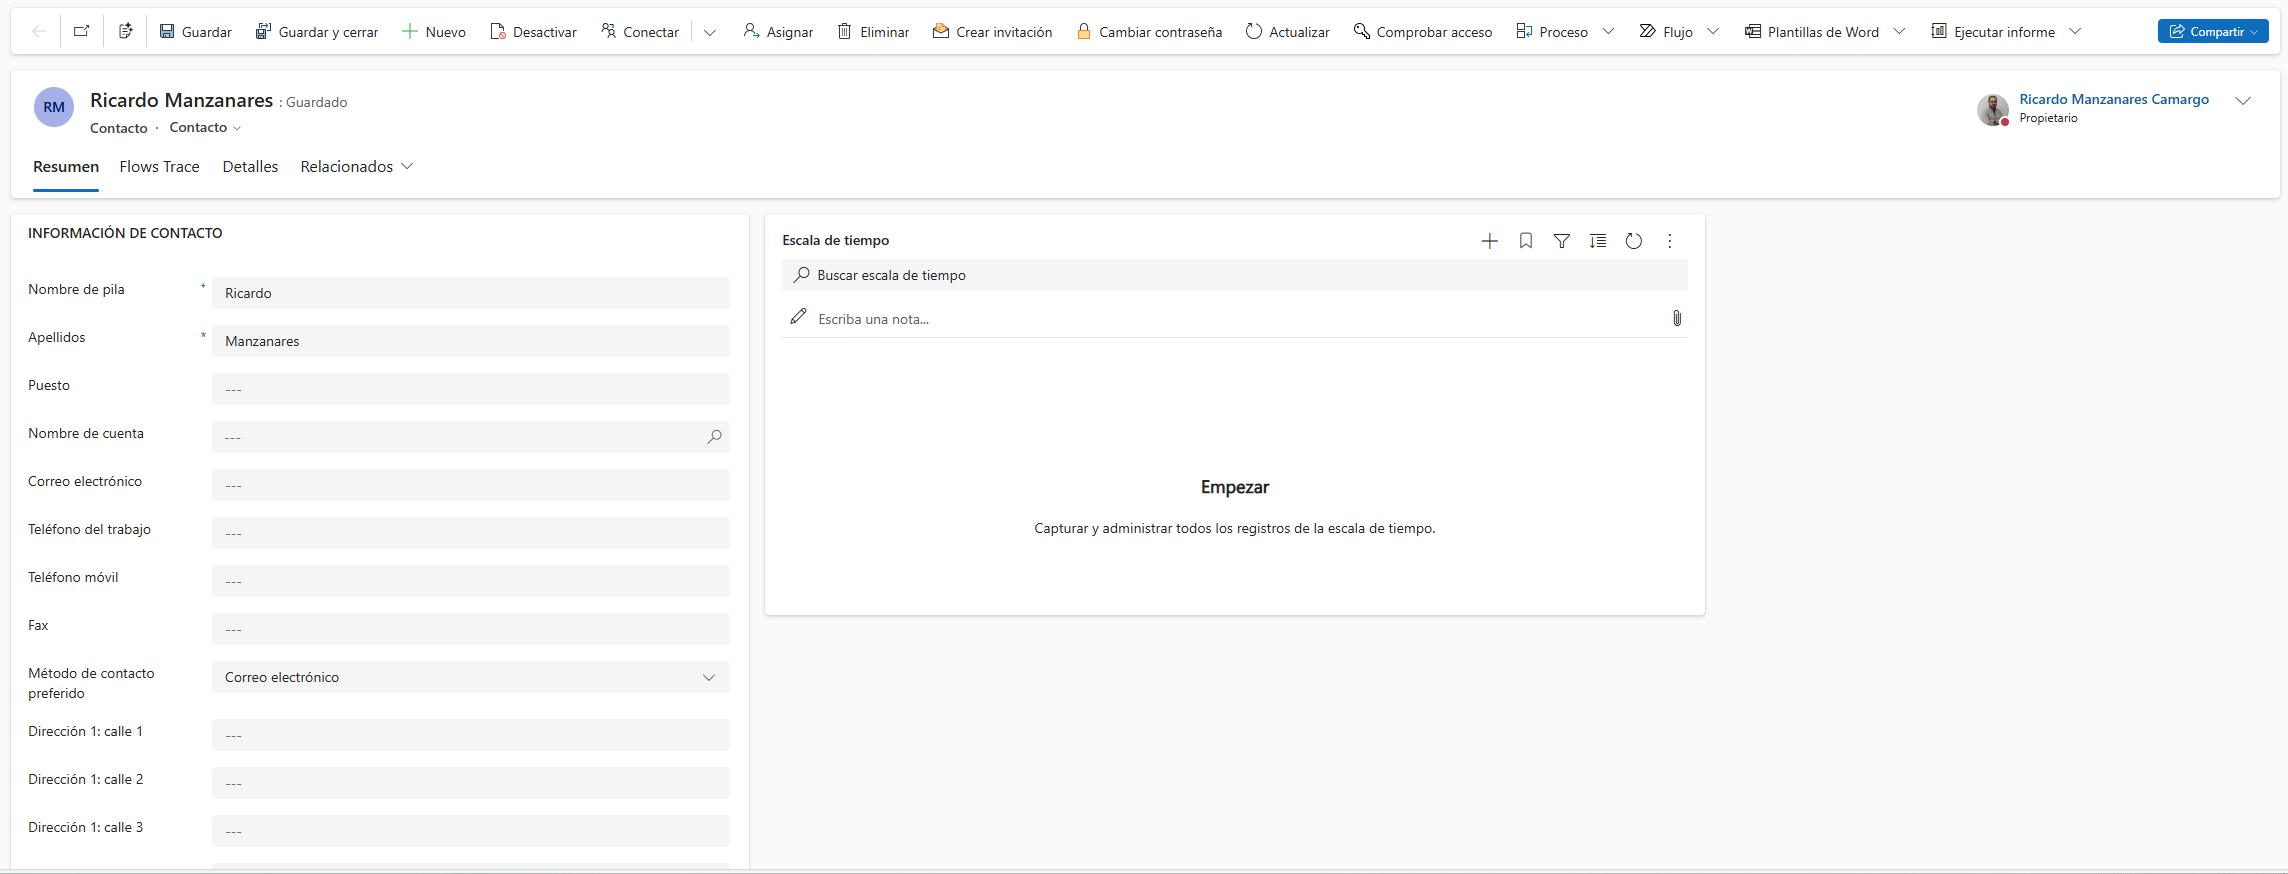 Guardar
Guardar y cerrar
Nuevo
Desactivar
Conectar
Asignar
Eliminar
Crear invitación
Cambiar contraseña
Actualizar
Comprobar acceso
Proceso
Flujo
Plantillas de Word
Ejecutar informe
Compartir
RM
Ricardo Manzanares : Guardado
Contacto · Contacto
Ricardo Manzanares Camargo
Propietario
Resumen
Flows Trace
Detalles
Relacionados
INFORMACIÓN DE CONTACTO
Nombre de pila + Ricardo
Apellidos * Manzanares
Puesto ---
Nombre de cuenta ---
Correo electrónico ---
Teléfono del trabajo ---
Teléfono móvil ---
Fax ---
Método de contacto
preferido
Correo electrónico
Dirección 1: calle 1 ---
Dirección 1: calle 2 ---
Dirección 1: calle 3 ---
Escala de tiempo
Buscar escala de tiempo
Escriba una nota...
Empezar
Capturar y administrar todos los registros de la escala de tiempo.